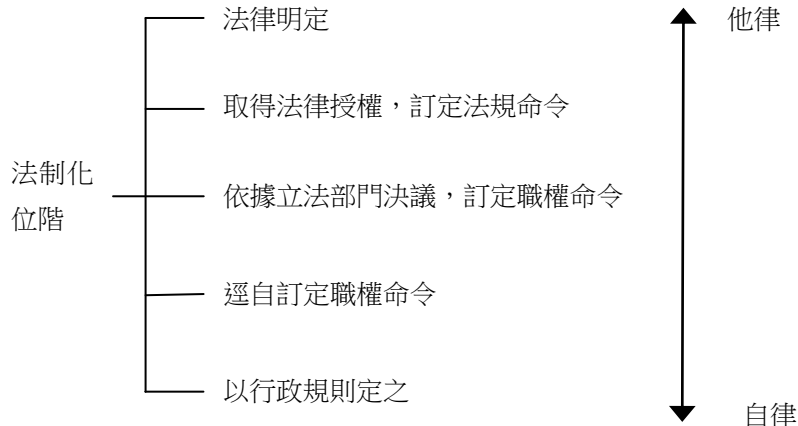 法律明定
他律
取得法律授權，訂定法規命令
法制化
位階
依據立法部門決議，訂定職權命令
逕自訂定職權命令
以行政規則定之
自律